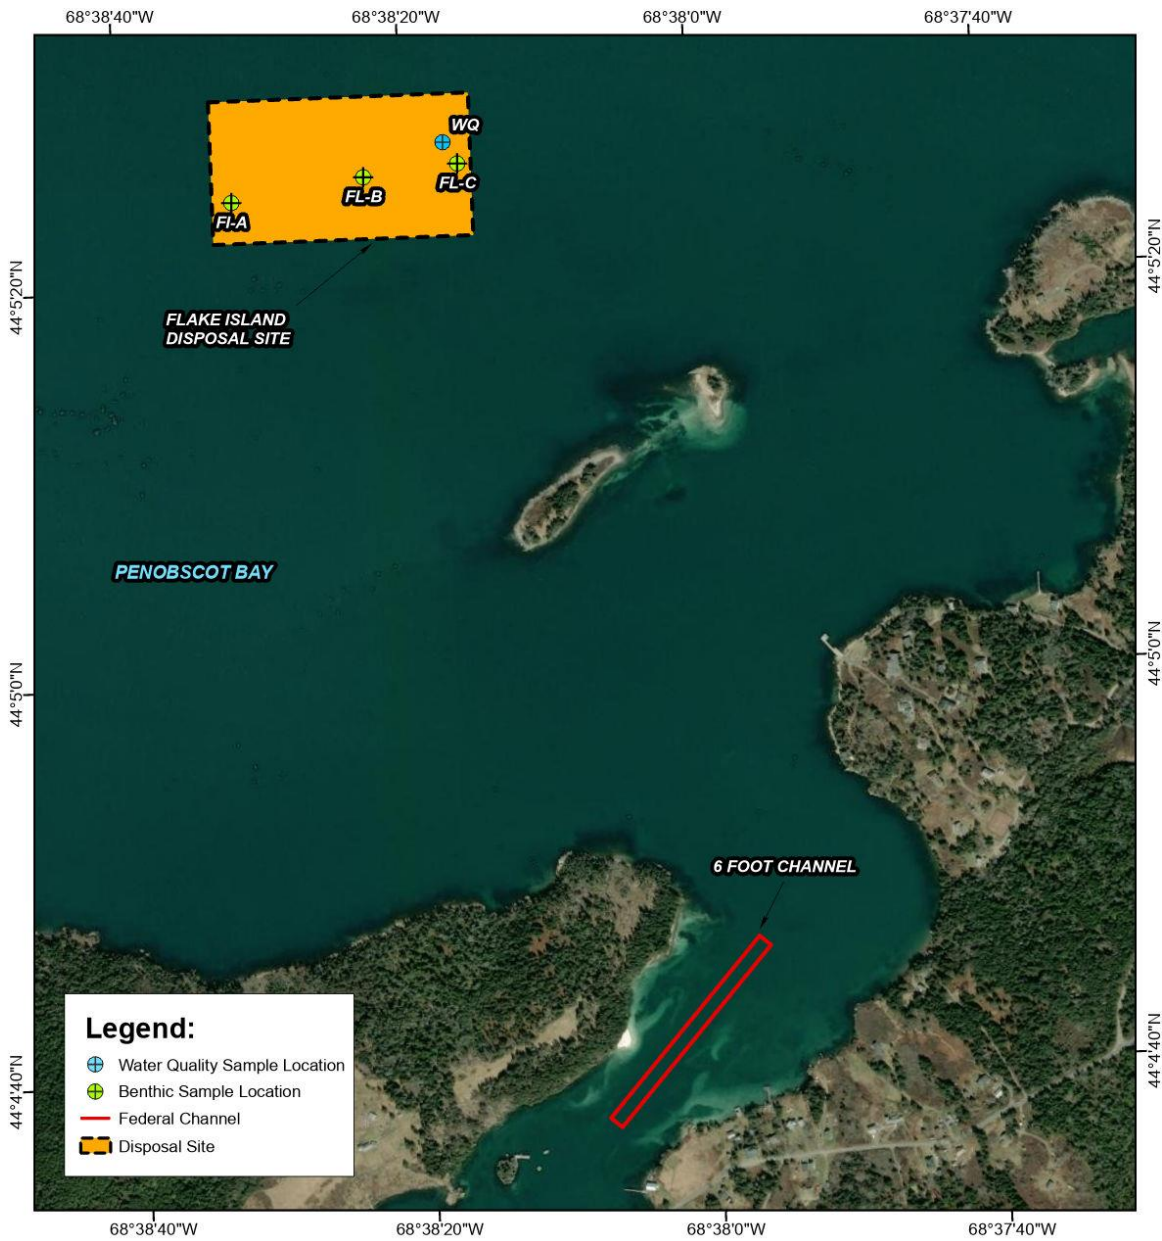 68°38'40"W 68°38'20"W 68°38'0"W 68°37'40"W
WQ
FL-C
FL-B
FI-A
44°5'20"N
44°5'20"N
FLAKE ISLAND
DISPOSAL SITE
PENOBSCOT BAY
44°5'0"N
44°5'0"N
6 FOOT CHANNEL
Legend:
Water Quality Sample Location
Benthic Sample Location
Federal Channel
Disposal Site
44°4'40"N
44°4'40"N
68°38'40"W 68°38'20"W 68°38'0"W 68°37'40"W